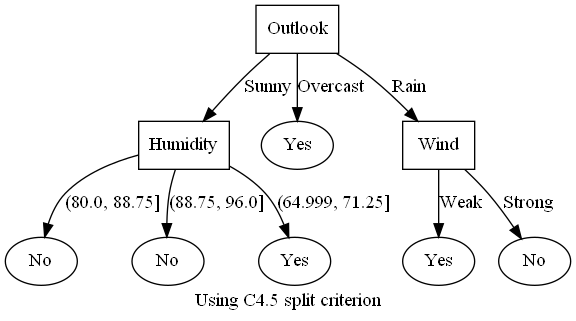 Outlook
Sunny
Overcast
Rain
Humidity
Yes
Wind
(80.0, 88.75]
(88.75, 96.0]
(64.999, 71.25]
Weak
Strong
No
No
Yes
Yes
No
Using C4.5 split criterion